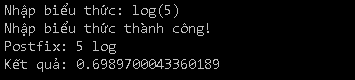 Nhập biểu thức: log(5)
Nhập biểu thức thành công!
Postfix: 5 log
Kết quả: 0.6989700043360189